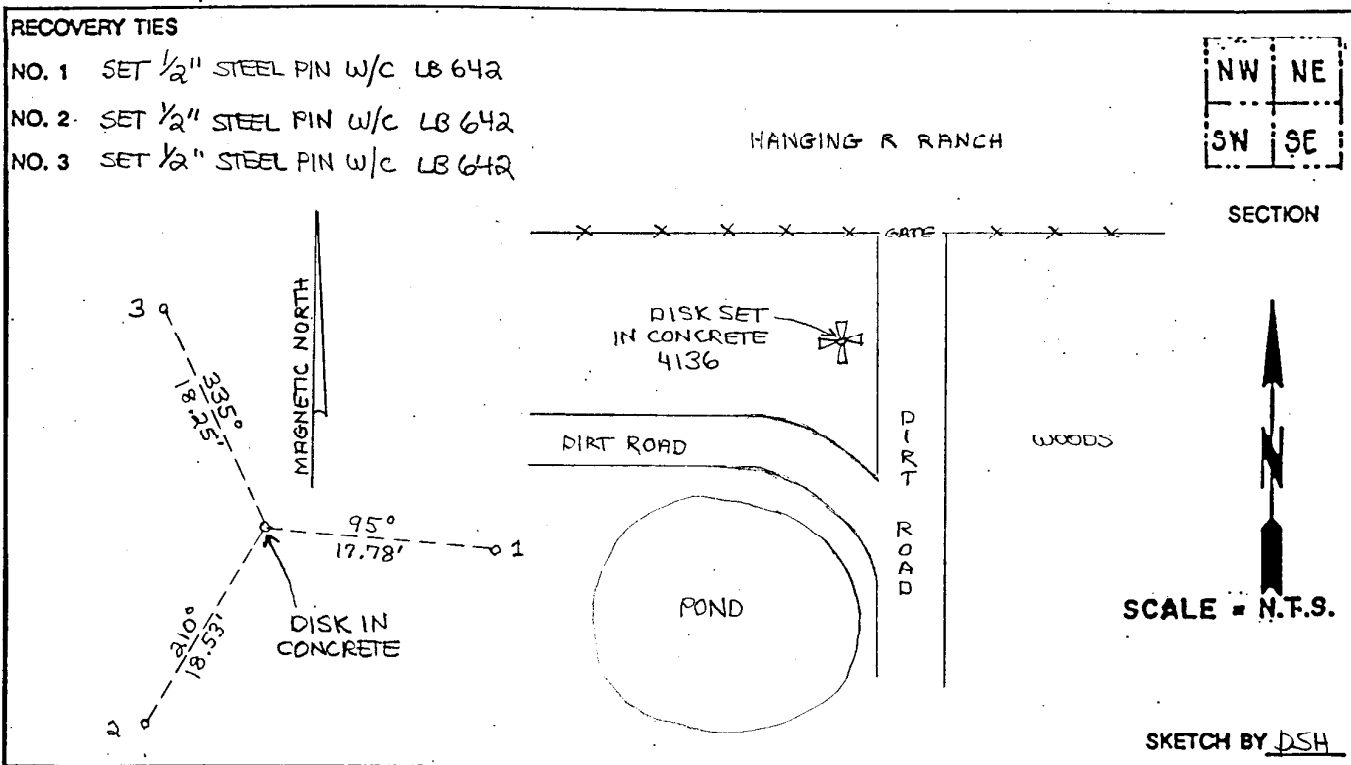 RECOVERY TIES
NO. 1 SET 1/2" STEEL PIN W/C LB 642
NO. 2 SET 1/2" STEEL PIN W/C LB 642
NO. 3 SET 1/2" STEEL PIN W/C LB 642
NW NE
SW SE
SECTION
HANGING R RANCH
GATE
MAGNETIC NORTH
3
335°
18.25'
95°
17.78'
1
210°
18.53'
2
DISK IN
CONCRETE
DISK SET
IN CONCRETE
4136
DIRT ROAD
DIRT ROAD
WOODS
POND
N
SCALE = N.T.S.
SKETCH BY DSH